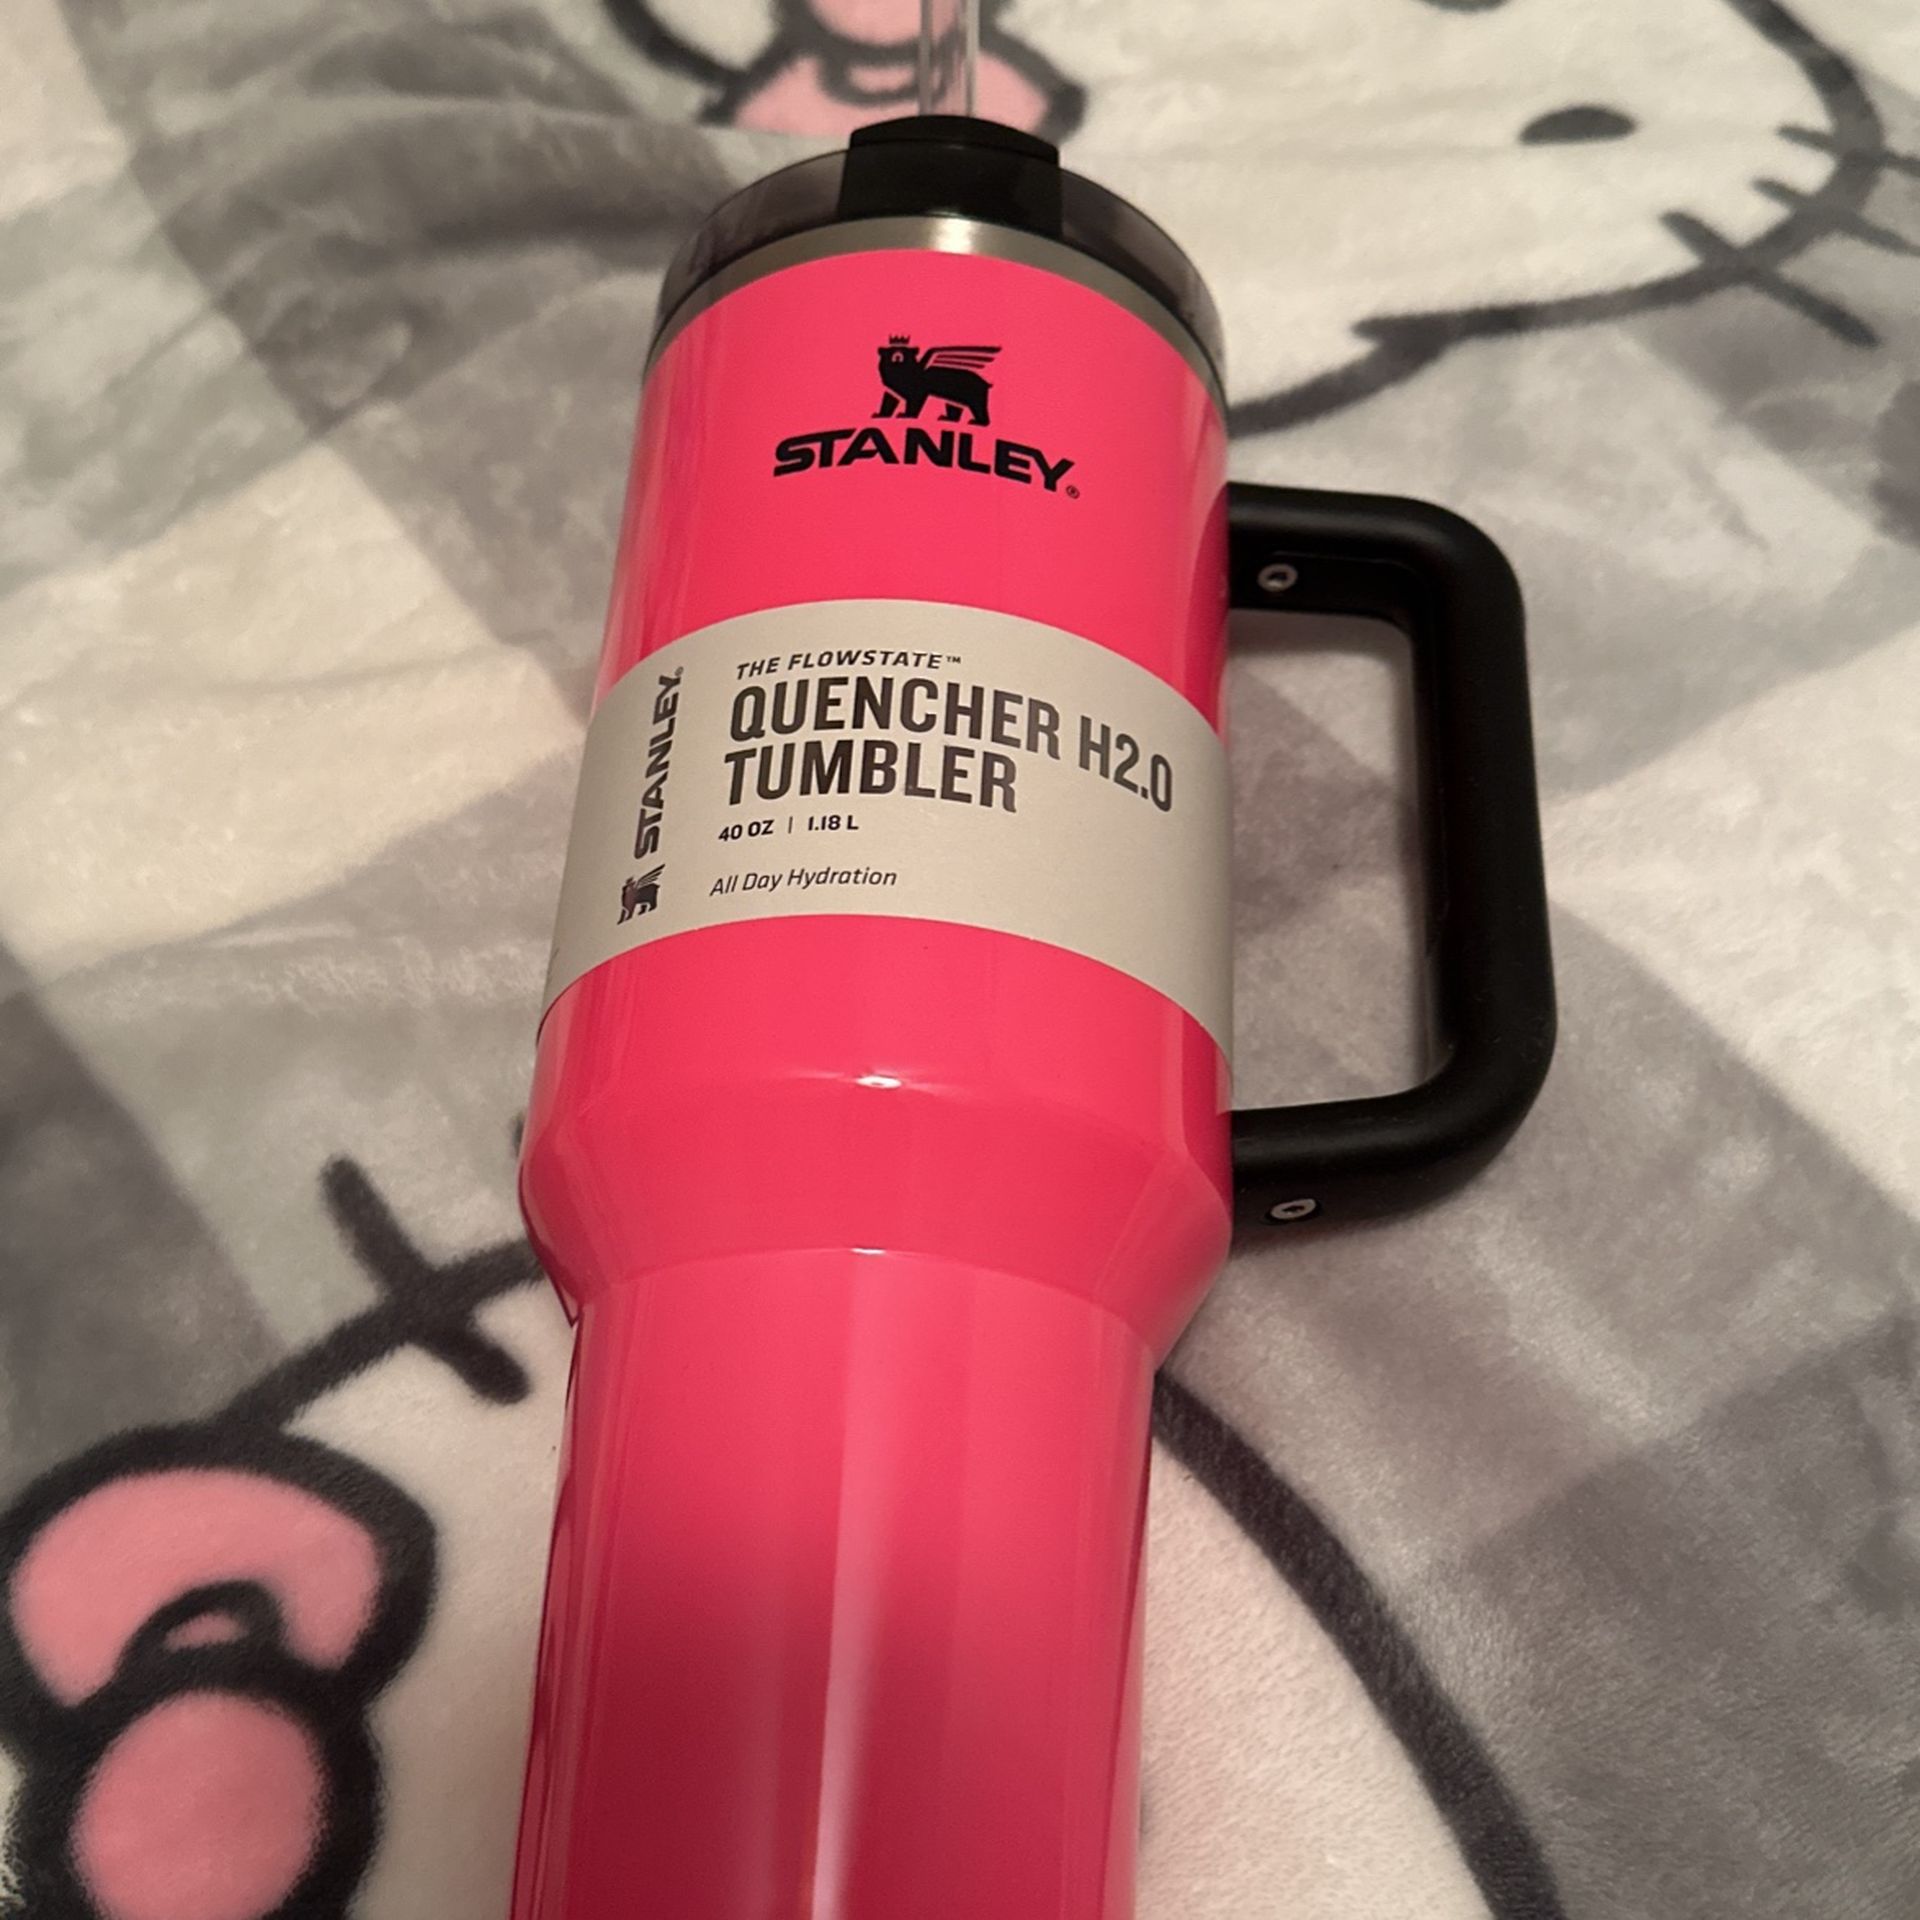 STANLEY®
THE FLOWSTATE™
QUENCHER H2.0
TUMBLER
40 OZ | 1.18 L
All Day Hydration
STANLEY®